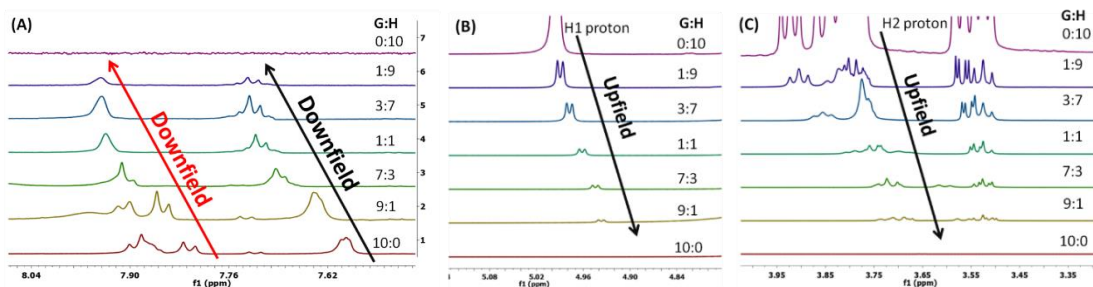 (A)
G:H
0:10
1:9
3:7
1:1
7:3
9:1
10:0
Downfield
Downfield
7
6
5
4
3
2
1
8.04
7.90
7.76
7.62
f1 (ppm)
(B)
H1 proton
G:H
0:10
1:9
3:7
1:1
7:3
9:1
10:0
Upfield
5.08
5.02
4.96
4.90
4.84
f1 (ppm)
(C)
H2 proton
G:H
0:10
1:9
3:7
1:1
7:3
9:1
10:0
Upfield
3.95
3.85
3.75
3.65
3.55
3.45
3.35
f1 (ppm)